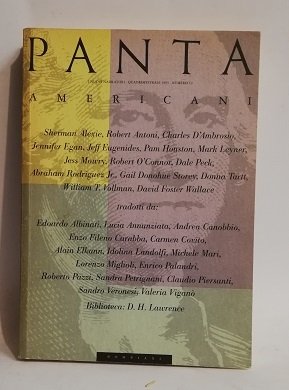 PANTA
AMERICANI
Sherman Alexie, Robert Antoni, Charles D'Ambrosio,
Jennifer Egan, Jeff Eugenides, Pam Houston, Mark Leyner,
Jess Mowry, Robert O'Connor, Dale Peck,
Abraham Rodriguez Jr., Gail Donohue Storey, Donna Tartt,
William T. Vollman, David Foster Wallace
tradotti da:
Edoardo Albinati, Lucia Annunziata, Andrea Canobbio,
Enzo Fileno Carabba, Carmen Covito,
Alain Elkann, Idolina Landolfi, Michele Mari,
Lorenzo Miglioli, Enrico Palandri,
Roberto Pazzi, Sandra Petrignani, Claudio Piersanti,
Sandro Veronesi, Valeria Viganò
Biblioteca: D. H. Lawrence
BOMPIANI